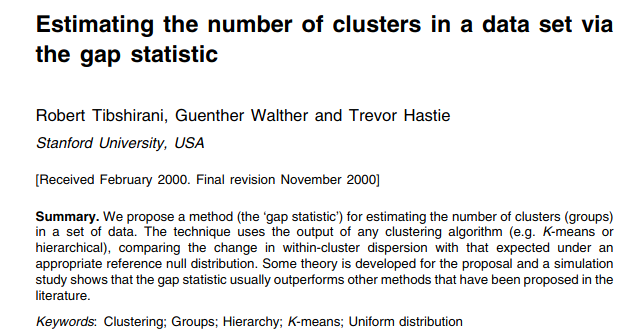 Estimating the number of clusters in a data set via
the gap statistic
Robert Tibshirani, Guenther Walther and Trevor Hastie
Stanford University, USA
[Received February 2000. Final revision November 2000]
Summary. We propose a method (the ‘gap statistic’) for estimating the number of clusters (groups)
in a set of data. The technique uses the output of any clustering algorithm (e.g. K-means or
hierarchical), comparing the change in within-cluster dispersion with that expected under an
appropriate reference null distribution. Some theory is developed for the proposal and a simulation
study shows that the gap statistic usually outperforms other methods that have been proposed in the
literature.
Keywords: Clustering; Groups; Hierarchy; K-means; Uniform distribution